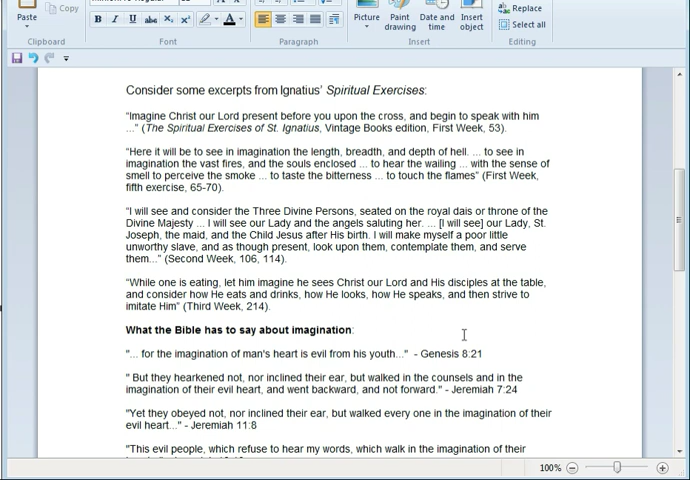 Paste
Copy
Clipboard
B I U abc X₂ X² A
Font
Paragraph
Picture
Paint drawing
Date and time
Insert object
Insert
Replace
Select all
Editing
Consider some excerpts from Ignatius' Spiritual Exercises:
"Imagine Christ our Lord present before you upon the cross, and begin to speak with him
..." (The Spiritual Exercises of St. Ignatius, Vintage Books edition, First Week, 53).
"Here it will be to see in imagination the length, breadth, and depth of hell. ... to see in
imagination the vast fires, and the souls enclosed ... to hear the wailing ... with the sense of
smell to perceive the smoke ... to taste the bitterness ... to touch the flames" (First Week,
fifth exercise, 65-70).
"I will see and consider the Three Divine Persons, seated on the royal dais or throne of the
Divine Majesty ... I will see our Lady and the angels saluting her. ... [I will see] our Lady, St.
Joseph, the maid, and the Child Jesus after His birth. I will make myself a poor little
unworthy slave, and as though present, look upon them, contemplate them, and serve
them..." (Second Week, 106, 114).
"While one is eating, let him imagine he sees Christ our Lord and His disciples at the table,
and consider how He eats and drinks, how He looks, how He speaks, and then strive to
imitate Him" (Third Week, 214).
What the Bible has to say about imagination:
"... for the imagination of man's heart is evil from his youth..." - Genesis 8:21
" But they hearkened not, nor inclined their ear, but walked in the counsels and in the
imagination of their evil heart, and went backward, and not forward." - Jeremiah 7:24
"Yet they obeyed not, nor inclined their ear, but walked every one in the imagination of their
evil heart..." - Jeremiah 11:8
"This evil people, which refuse to hear my words, which walk in the imagination of their
100%